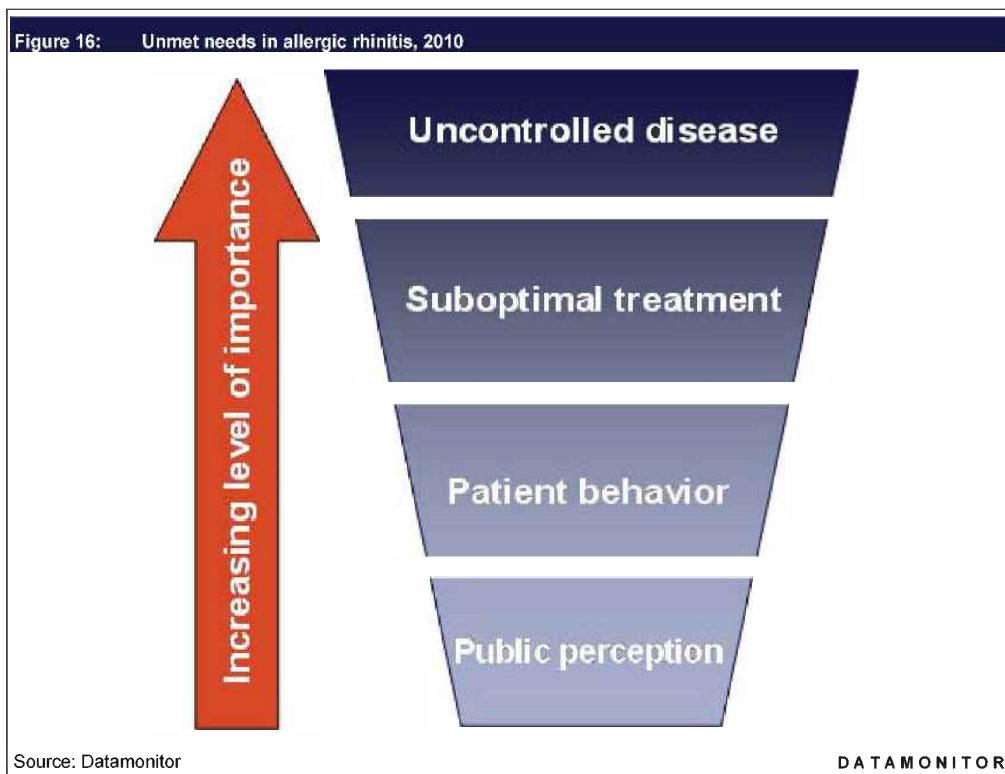 Figure 16: Unmet needs in allergic rhinitis, 2010
Increasing level of importance
Uncontrolled disease
Suboptimal treatment
Patient behavior
Public perception
Source: Datamonitor
DATAMONITOR